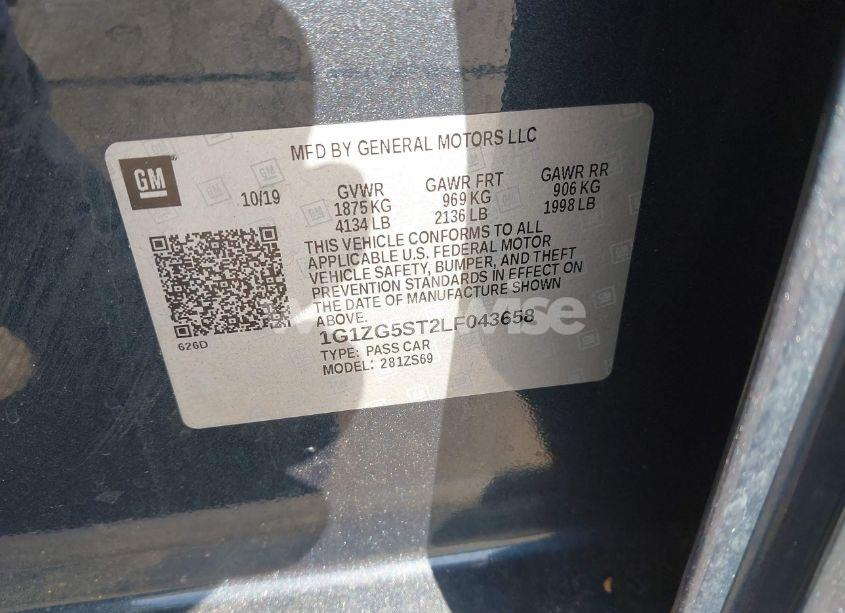 MFD BY GENERAL MOTORS LLC
GM
10/19
GVWR
1875 KG
4134 LB
GAWR FRT
969 KG
2136 LB
GAWR RR
906 KG
1998 LB
THIS VEHICLE CONFORMS TO ALL
APPLICABLE U.S. FEDERAL MOTOR
VEHICLE SAFETY, BUMPER, AND THEFT
PREVENTION STANDARDS IN EFFECT ON
THE DATE OF MANUFACTURE SHOWN
ABOVE.
1G1ZG5ST2LF043658
626D
TYPE: PASS CAR
MODEL: 281ZS69